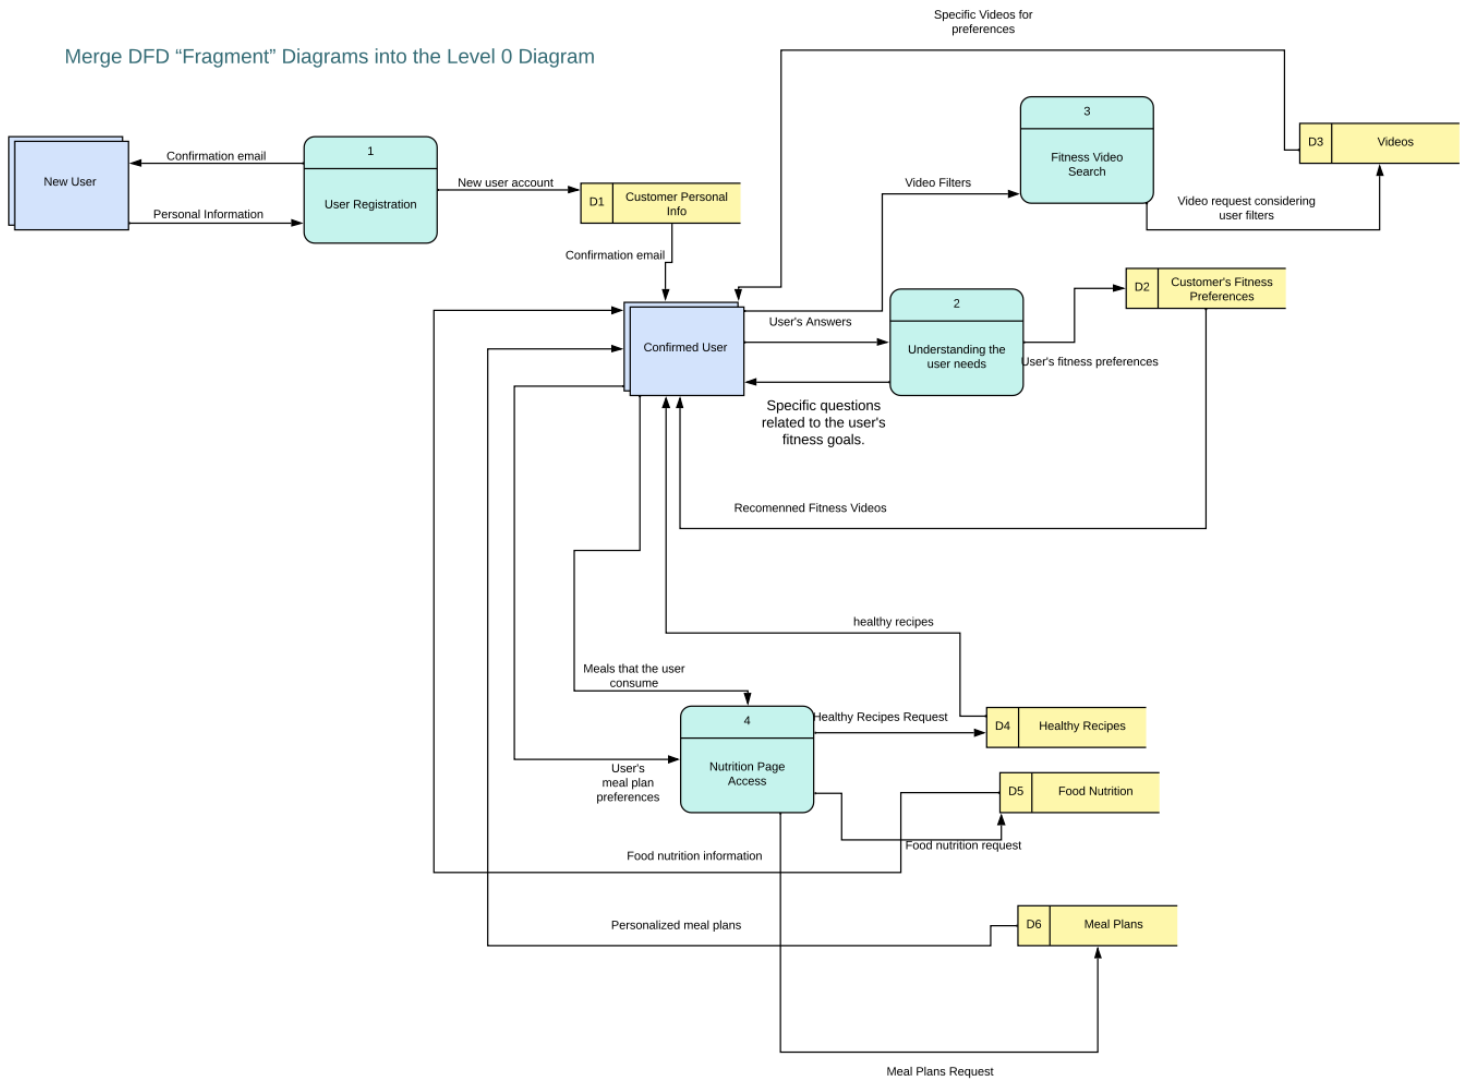 Specific Videos for
preferences
Merge DFD “Fragment” Diagrams into the Level 0 Diagram
3
D3
Videos
Fitness Video
Search
1
Confirmation email
New User
User Registration
New user account
Video Filters
D1
Customer Personal
Info
Personal Information
Video request considering
user filters
Confirmation email
D2
Customer's Fitness
Preferences
2
User's Answers
Confirmed User
Understanding the
user needs
User's fitness preferences
Specific questions
related to the user's
fitness goals.
Recomenned Fitness Videos
healthy recipes
Meals that the user
consume
4
Healthy Recipes Request
D4
Healthy Recipes
Nutrition Page
Access
User's
meal plan
preferences
D5
Food Nutrition
Food nutrition request
Food nutrition information
Personalized meal plans
D6
Meal Plans
Meal Plans Request